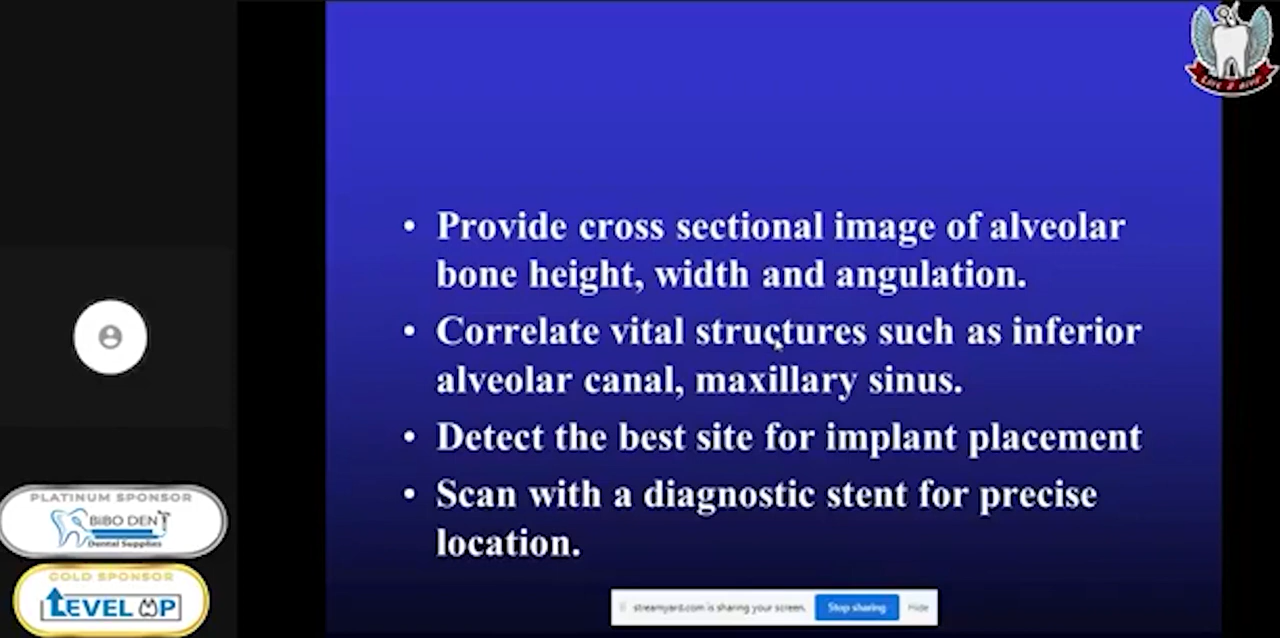 Provide cross sectional image of alveolar
bone height, width and angulation.
Correlate vital structures such as inferior
alveolar canal, maxillary sinus.
Detect the best site for implant placement
Scan with a diagnostic stent for precise
location.
PLATINUM SPONSOR
BIBO DENT
Dental Supplies
GOLD SPONSOR
LEVEL UP
streamyard.com is sharing your screen.
Stop sharing
Hide